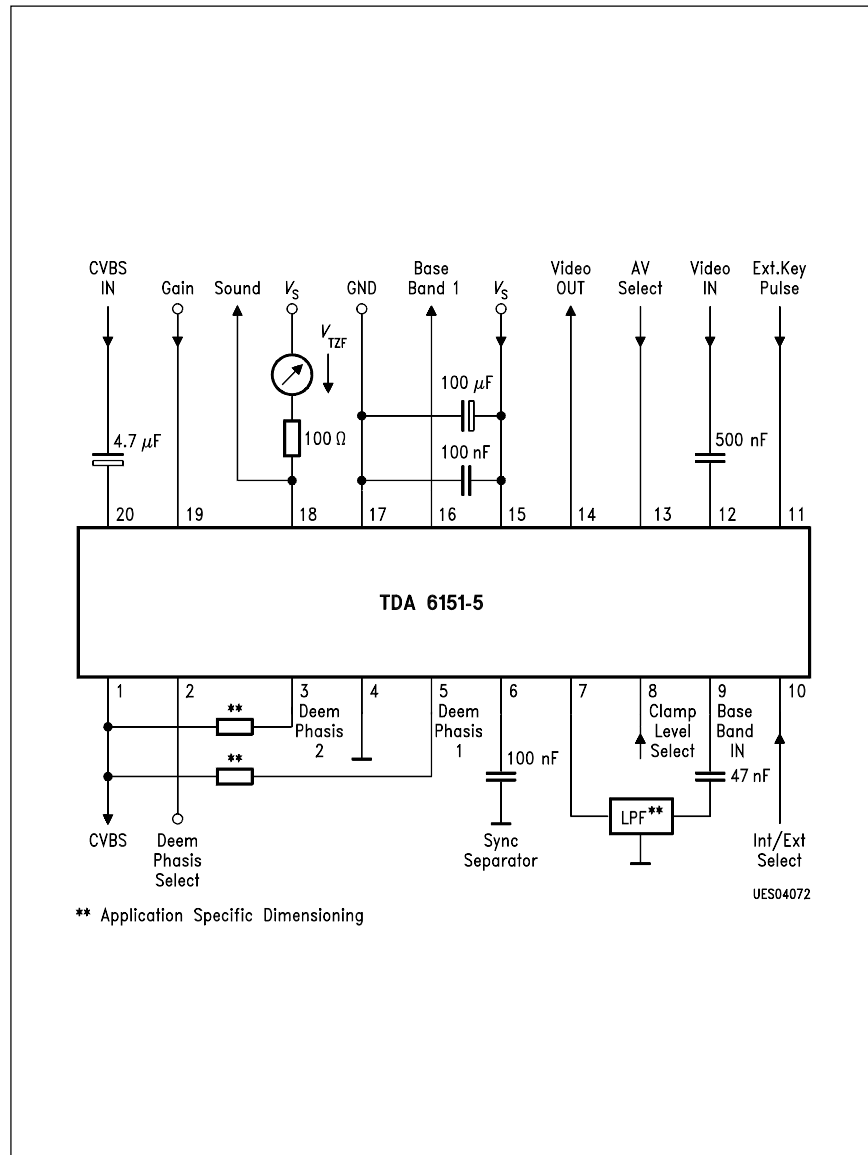 CVBS
IN
Gain
Sound
VS
GND
Base
Band 1
VS
Video
OUT
AV
Select
Video
IN
Ext.Key
Pulse
VTZF
100 µF
4.7 µF
100 Ω
100 nF
500 nF
20 19 18 17 16 15 14 13 12 11
TDA 6151-5
1 2 3 4 5 6 7 8 9 10
**
Deem
Phasis
2
Deem
Phasis
1
Clamp
Level
Select
Base
Band
IN
**
100 nF
47 nF
LPF**
CVBS
Deem
Phasis
Select
Sync
Separator
Int/Ext
Select
UES04072
** Application Specific Dimensioning